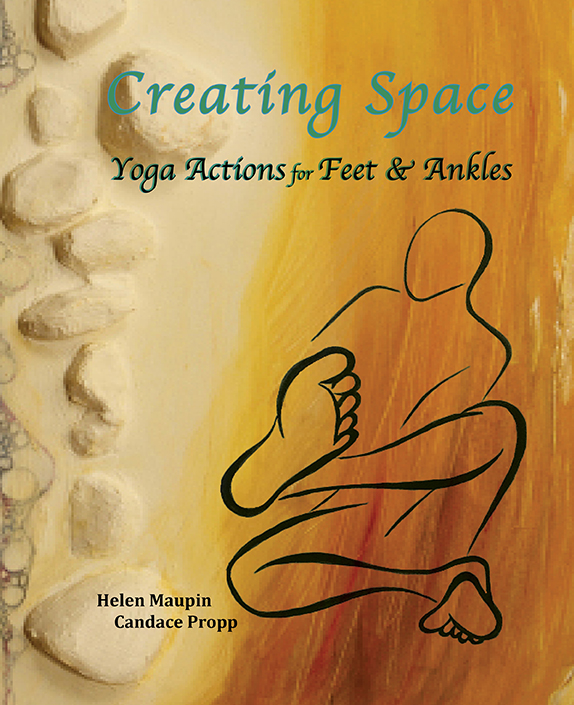 Creating Space
Yoga Actions for Feet & Ankles
Helen Maupin
Candace Propp